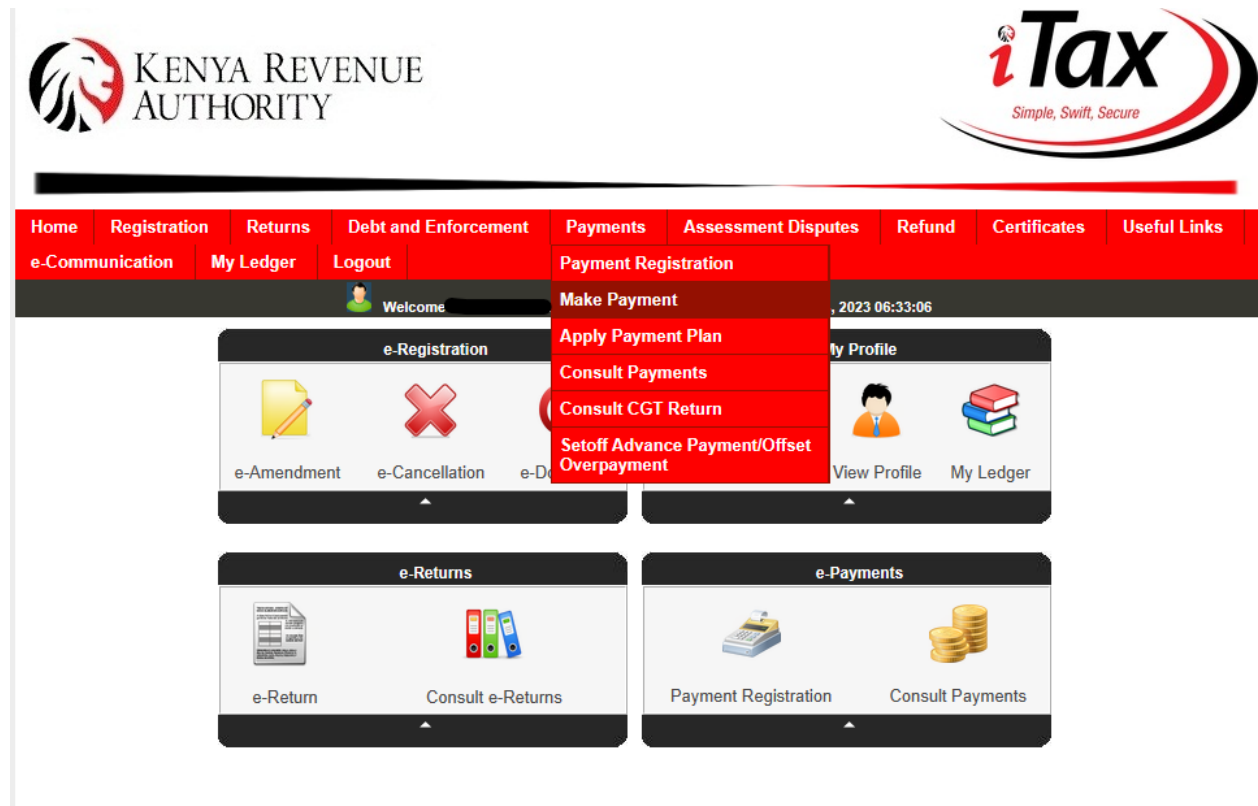 KENYA REVENUE
AUTHORITY
iTax
Simple, Swift, Secure
Home Registration Returns Debt and Enforcement Payments Assessment Disputes Refund Certificates Useful Links
e-Communication My Ledger Logout
Payment Registration
Make Payment
Apply Payment Plan
Consult Payments
Consult CGT Return
Setoff Advance Payment/Offset
Overpayment
Welcome , 2023 06:33:06
e-Registration
e-Amendment e-Cancellation
My Profile
View Profile My Ledger
e-Returns
e-Return Consult e-Returns
e-Payments
Payment Registration Consult Payments